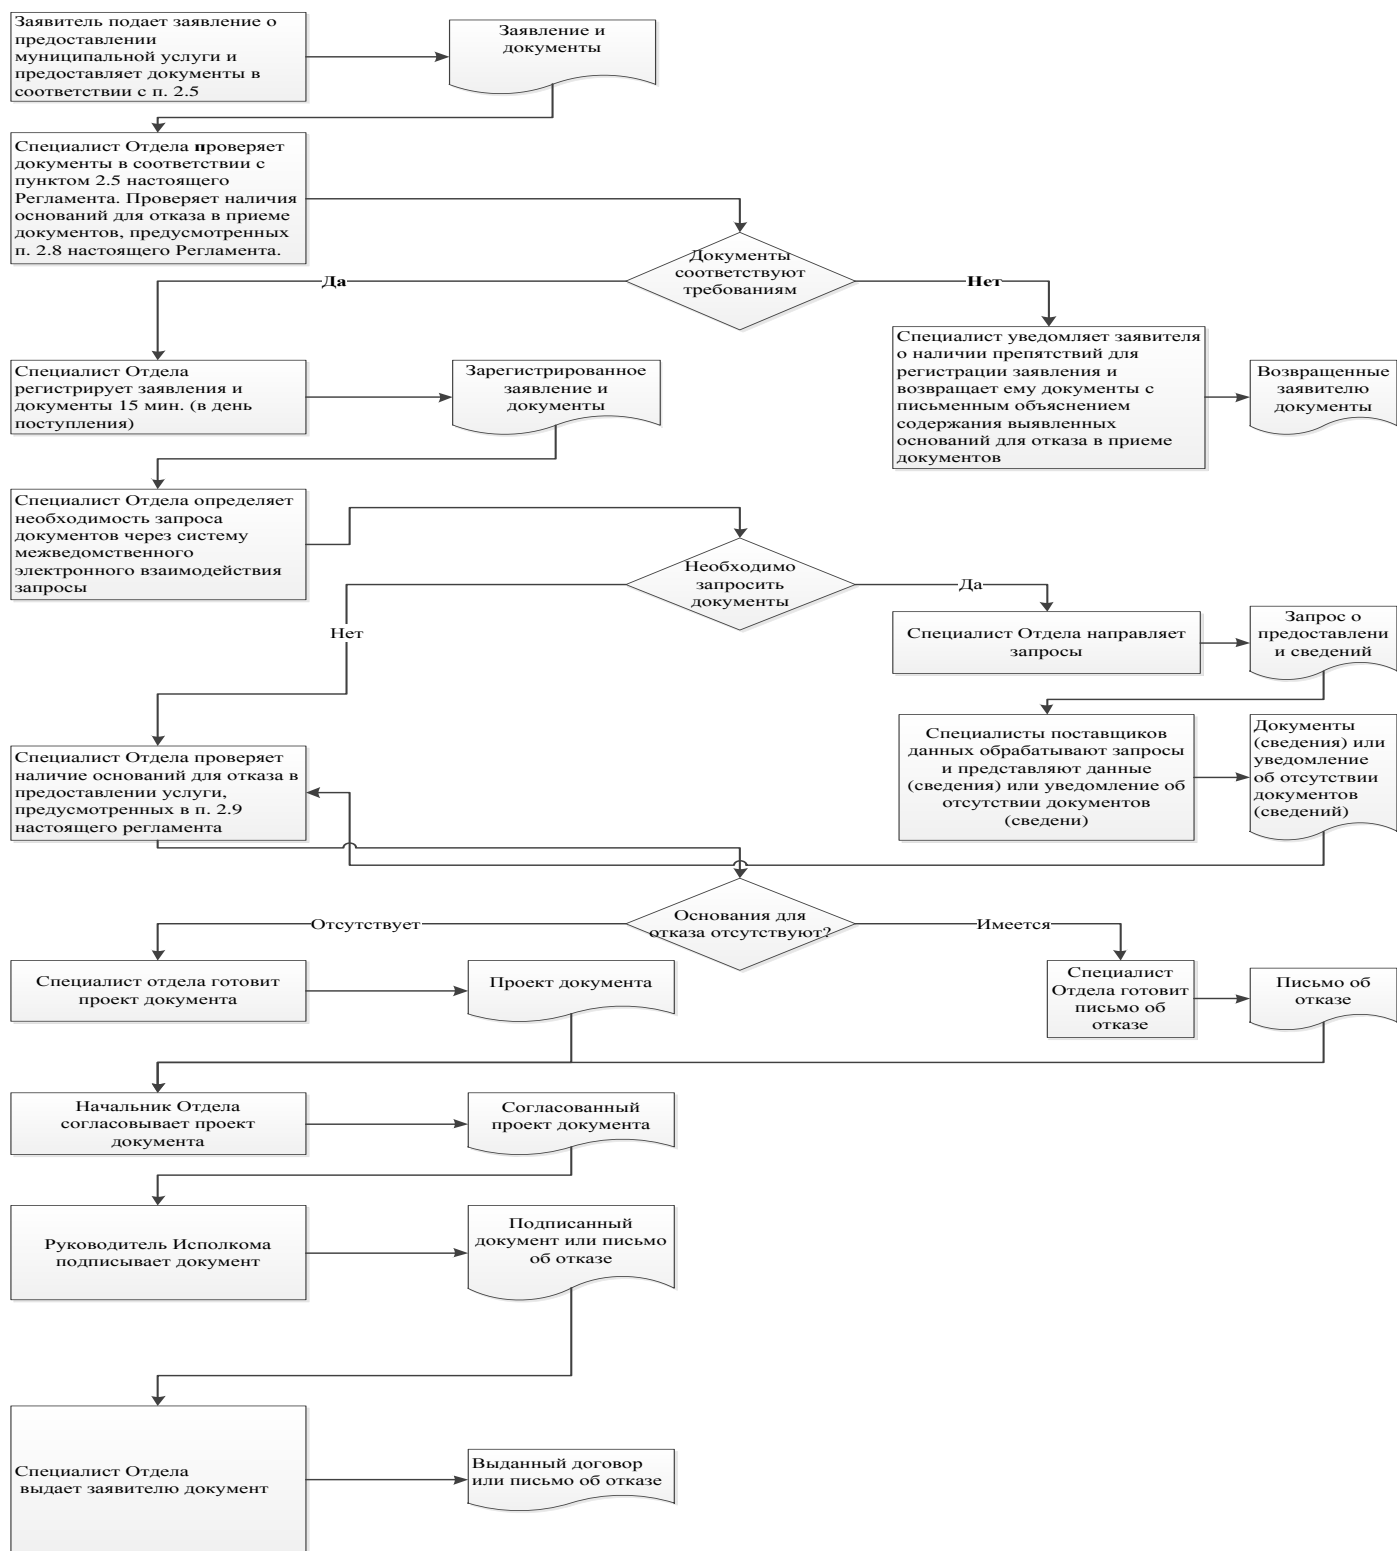 Заявитель подает заявление о
предоставлении
муниципальной услуги и
предоставляет документы в
соответствии с п. 2.5
Заявление и
документы
Специалист Отдела проверяет
документы в соответствии с
пунктом 2.5 настоящего
Регламента. Проверяет наличия
оснований для отказа в приеме
документов, предусмотренных
п. 2.8 настоящего Регламента.
Документы
соответствуют
требованиям
Да
Нет
Специалист Отдела
регистрирует заявления и
документы 15 мин. (в день
поступления)
Зарегистрированное
заявление и
документы
Специалист уведомляет заявителя
о наличии препятствий для
регистрации заявления и
возвращает ему документы с
письменным объяснением
содержания выявленных
оснований для отказа в приеме
документов
Возвращенные
заявителю
документы
Специалист Отдела определяет
необходимость запроса
документов через систему
межведомственного
электронного взаимодействия
запросы
Необходимо
запросить
документы
Да
Нет
Специалист Отдела направляет
запросы
Запрос о
предоставлени
и сведений
Специалист Отдела проверяет
наличие оснований для отказа в
предоставлении услуги,
предусмотренных в п. 2.9
настоящего регламента
Специалисты поставщиков
данных обрабатывают запросы
и представляют данные
(сведения) или уведомление об
отсутствии документов
(сведени)
Документы
(сведения) или
уведомление
об отсутствии
документов
(сведений)
Основания для
отказа отсутствуют?
Отсутствует
Имеется
Специалист отдела готовит
проект документа
Проект документа
Специалист
Отдела готовит
письмо об
отказе
Письмо об
отказе
Начальник Отдела
согласовывает проект
документа
Согласованный
проект документа
Руководитель Исполкома
подписывает документ
Подписанный
документ или письмо
об отказе
Специалист Отдела
выдает заявителю документ
Выданный договор
или письмо об отказе